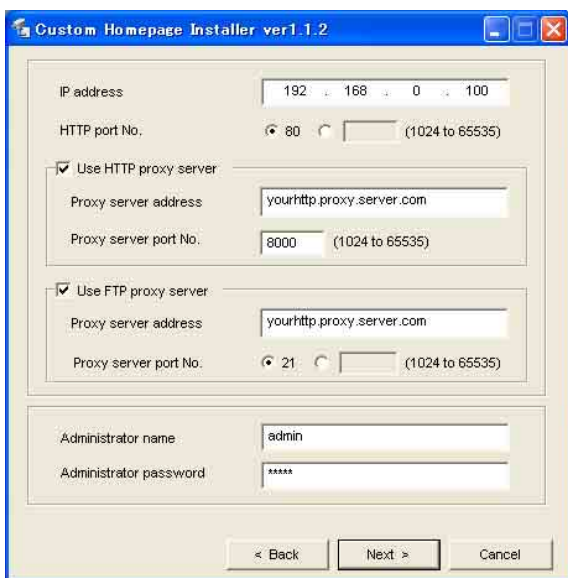 Custom Homepage Installer ver1.1.2
IP address 192 . 168 . 0 . 100
HTTP port No. 80 (1024 to 65535)
Use HTTP proxy server
Proxy server address yourhttp.proxy.server.com
Proxy server port No. 8000 (1024 to 65535)
Use FTP proxy server
Proxy server address yourhttp.proxy.server.com
Proxy server port No. 21 (1024 to 65535)
Administrator name admin
Administrator password *****
< Back Next > Cancel